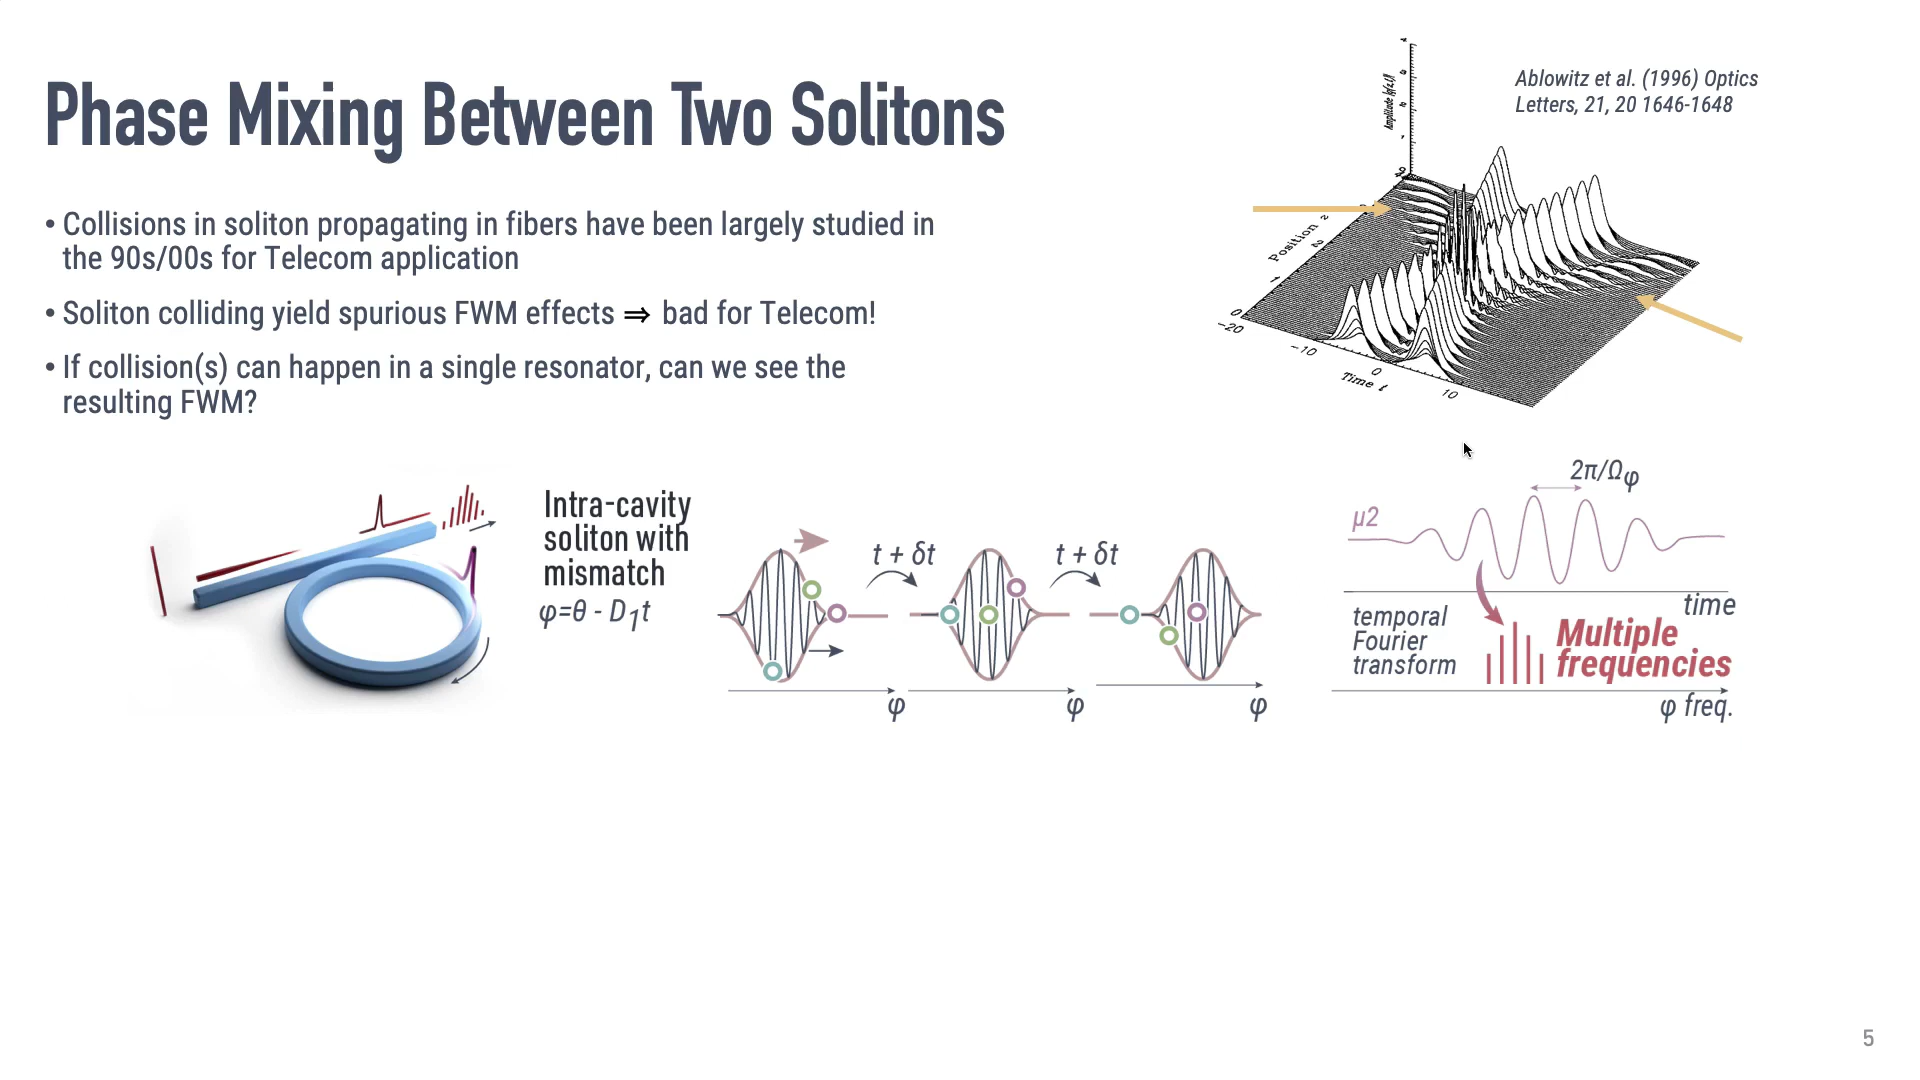 Phase Mixing Between Two Solitons
Ablowitz et al. (1996) Optics
Letters, 21, 20 1646-1648
• Collisions in soliton propagating in fibers have been largely studied in
the 90s/00s for Telecom application
• Soliton colliding yield spurious FWM effects ⇒ bad for Telecom!
• If collision(s) can happen in a single resonator, can we see the
resulting FWM?
Position
0
-20
-10
0
10
Time t
Intra-cavity
soliton with
mismatch
φ=θ - D1t
t + δt
t + δt
φ
φ
φ
2π/Ωφ
μ2
time
temporal
Fourier
transform
Multiple
frequencies
φ freq.
5